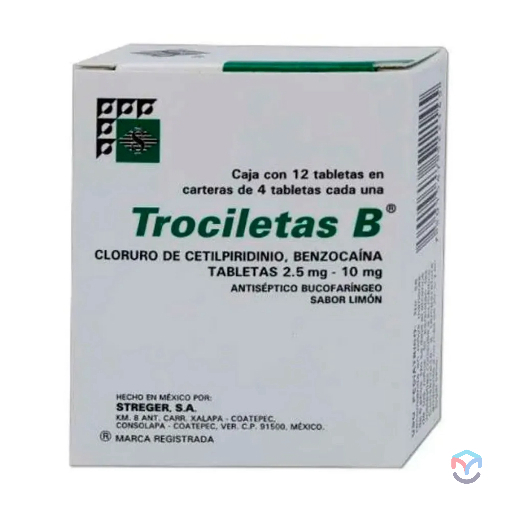 Caja con 12 tabletas en
carteras de 4 tabletas cada una
Trociletas B®
CLORURO DE CETILPIRIDINIO, BENZOCAÍNA
TABLETAS 2.5 mg - 10 mg
ANTISÉPTICO BUCOFARÍNGEO
SABOR LIMÓN
HECHO EN MÉXICO POR:
STREGER, S.A.
KM. 8 ANT. CARR. XALAPA - COATEPEC,
CONSOLAPA - COATEPEC, VER. C.P. 91500, MÉXICO.
® MARCA REGISTRADA